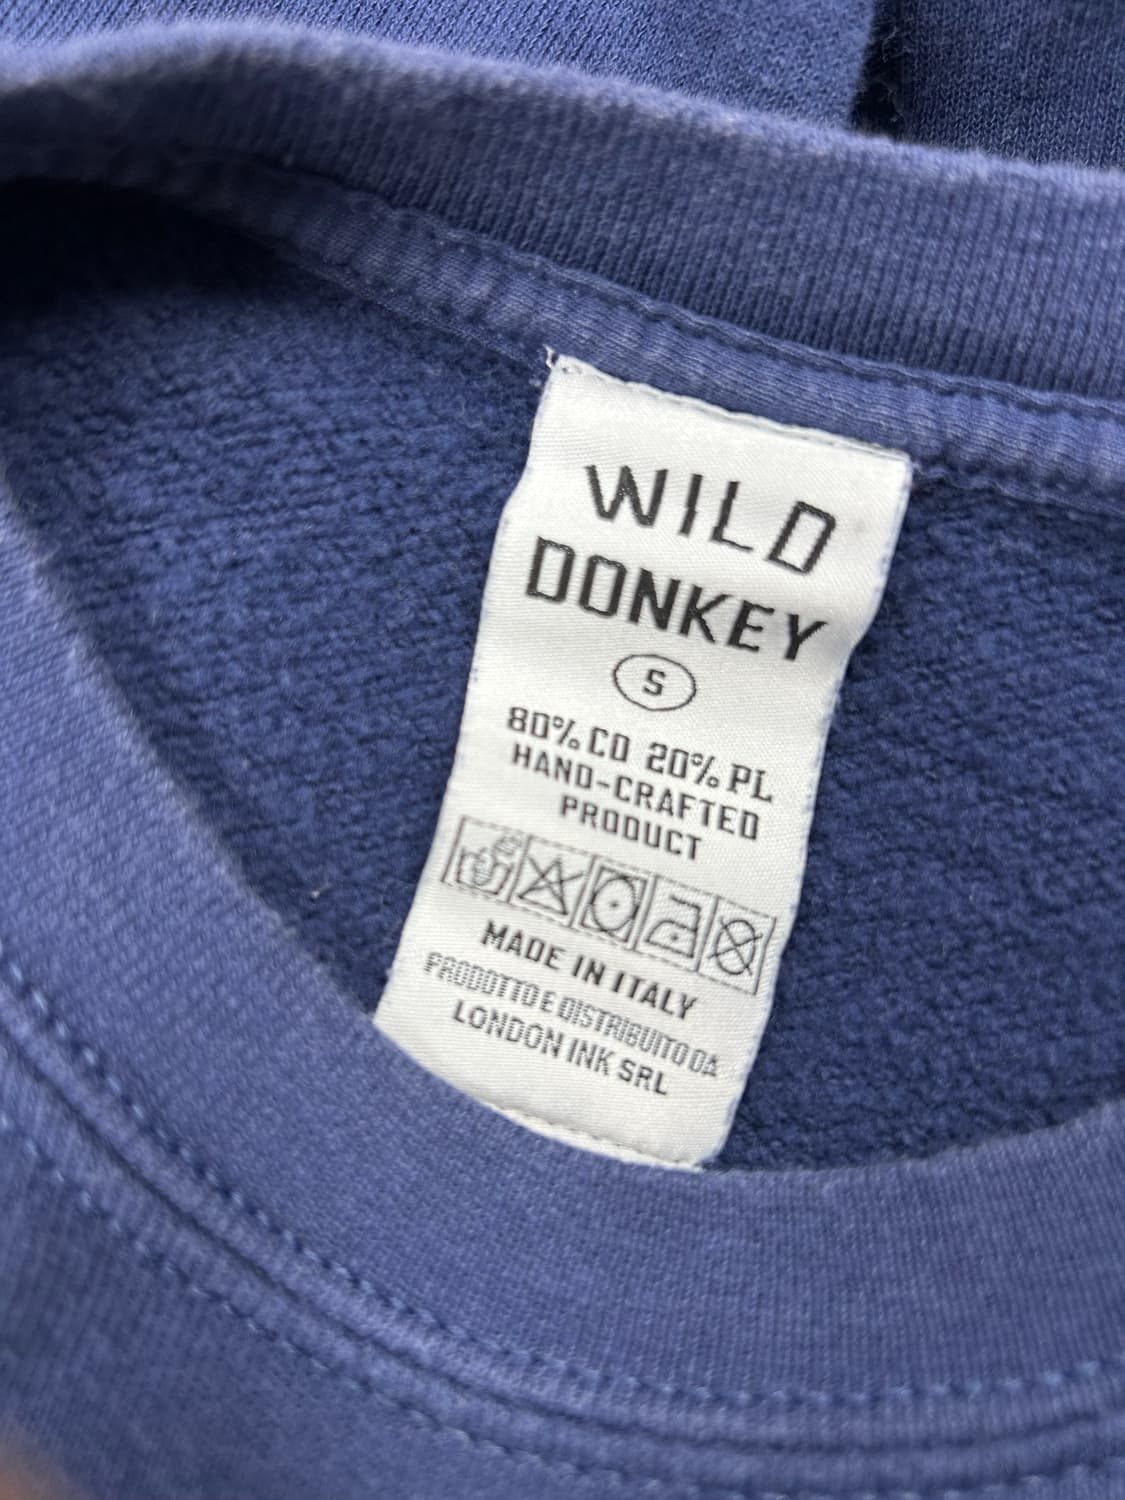 WILD
DONKEY
S
80% CO 20% PL
HAND-CRAFTED
PRODUCT
MADE IN ITALY
PRODOTTO E DISTRIBUITO DA
LONDON INK SRL